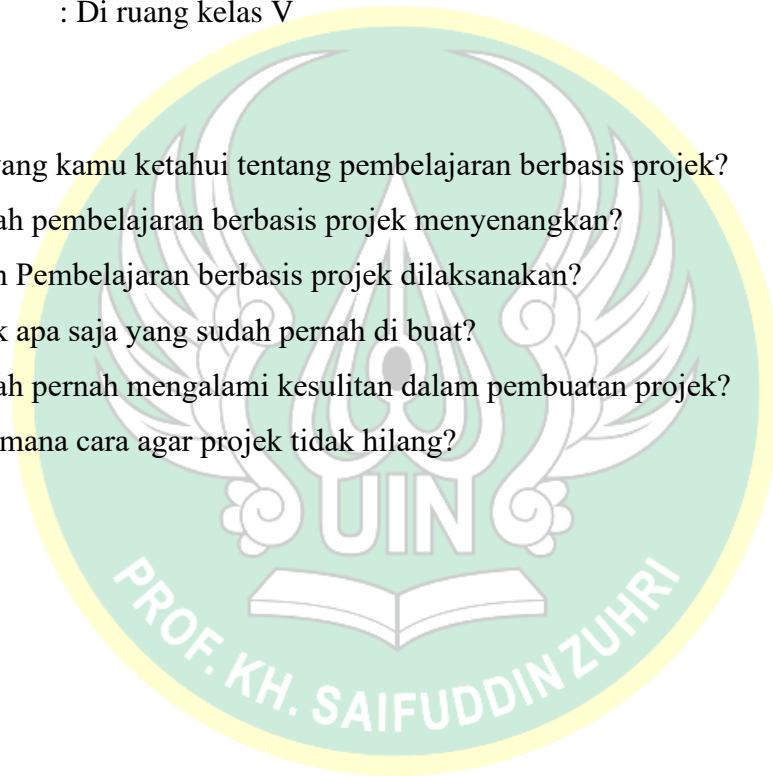 : Di ruang kelas V
yang kamu ketahui tentang pembelajaran berbasis projek?
ah pembelajaran berbasis projek menyenangkan?
n Pembelajaran berbasis projek dilaksanakan?
k apa saja yang sudah pernah di buat?
ah pernah mengalami kesulitan dalam pembuatan projek?
mana cara agar projek tidak hilang?
UIN
PROF. KH. SAIFUDDIN ZUHRI